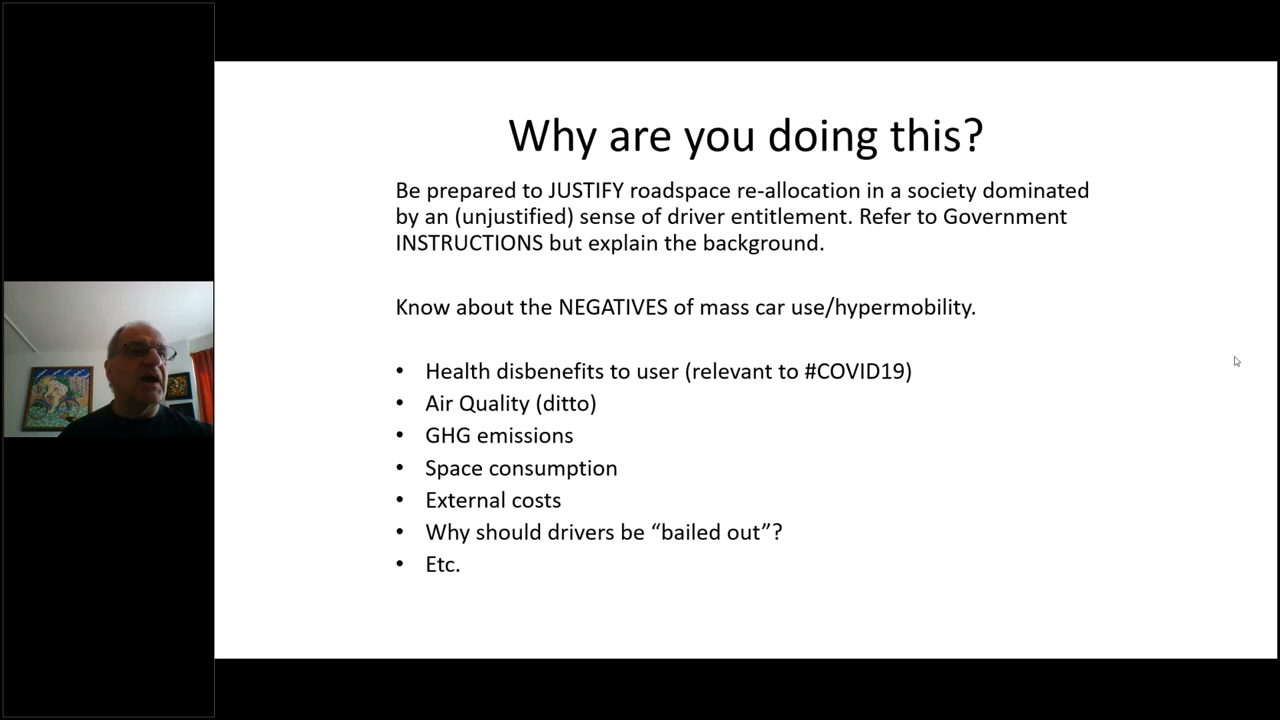 Why are you doing this?
Be prepared to JUSTIFY roadspace re-allocation in a society dominated
by an (unjustified) sense of driver entitlement. Refer to Government
INSTRUCTIONS but explain the background.
Know about the NEGATIVES of mass car use/hypermobility.
• Health disbenefits to user (relevant to #COVID19)
• Air Quality (ditto)
• GHG emissions
• Space consumption
• External costs
• Why should drivers be “bailed out”?
• Etc.